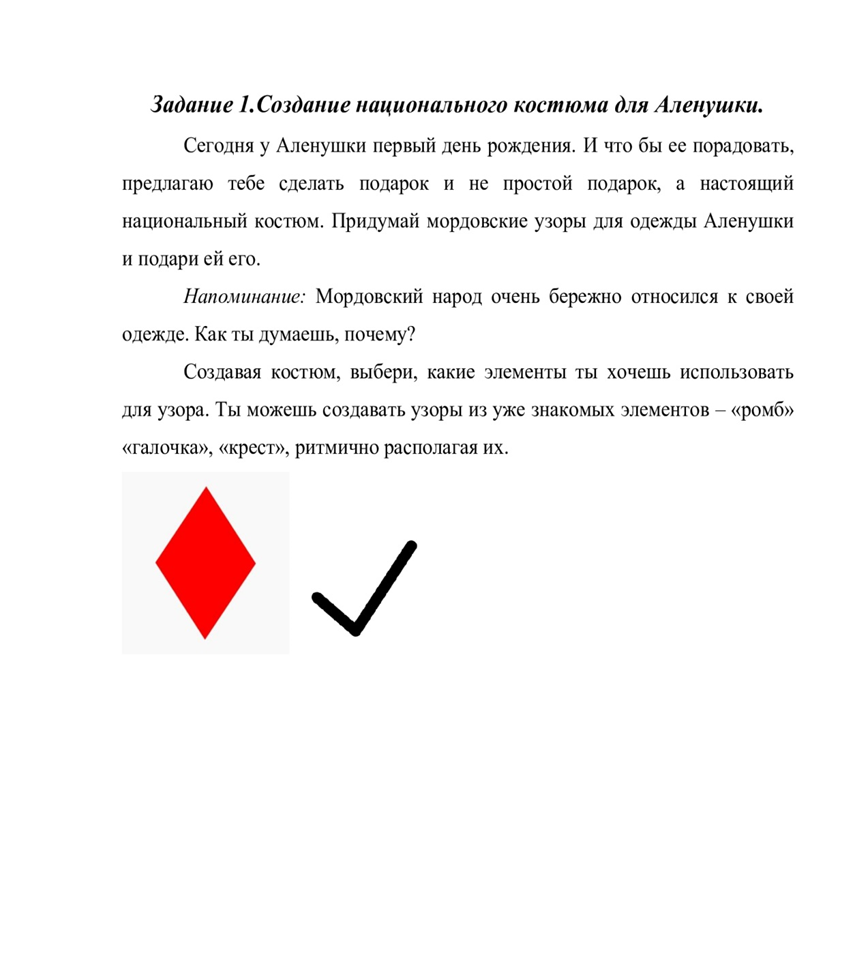 Задание 1.Создание национального костюма для Аленушки.
Сегодня у Аленушки первый день рождения. И что бы ее порадовать,
предлагаю тебе сделать подарок и не простой подарок, а настоящий
национальный костюм. Придумай мордовские узоры для одежды Аленушки
и подари ей его.
Напоминание: Мордовский народ очень бережно относился к своей
одежде. Как ты думаешь, почему?
Создавая костюм, выбери, какие элементы ты хочешь использовать
для узора. Ты можешь создавать узоры из уже знакомых элементов – «ромб»
«галочка», «крест», ритмично располагая их.